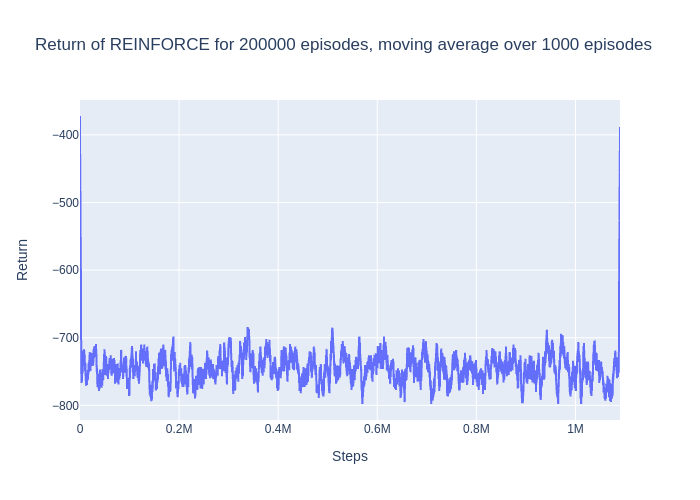 Return of REINFORCE for 200000 episodes, moving average over 1000 episodes
−400
−500
−600
−700
−800
0
0.2M
0.4M
0.6M
0.8M
1M
Steps
Return